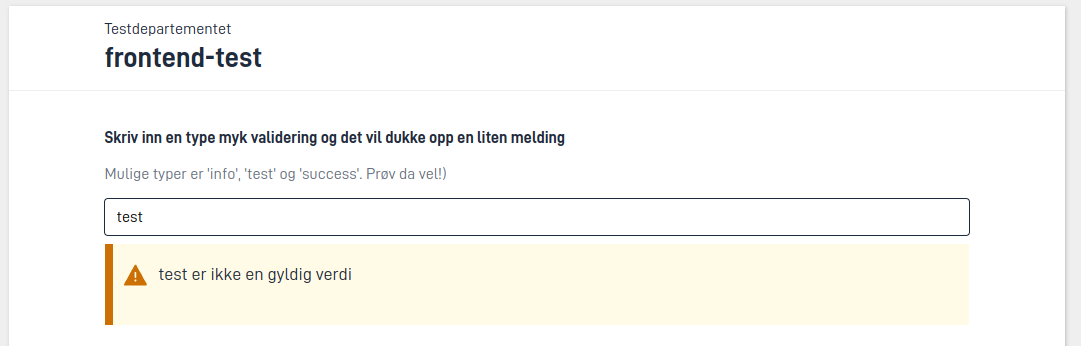 Testdepartementet
frontend-test
Skriv inn en type myk validering og det vil dukke opp en liten melding
Mulige typer er 'info', 'test' og 'success'. Prøv da vel!)
test
test er ikke en gyldig verdi